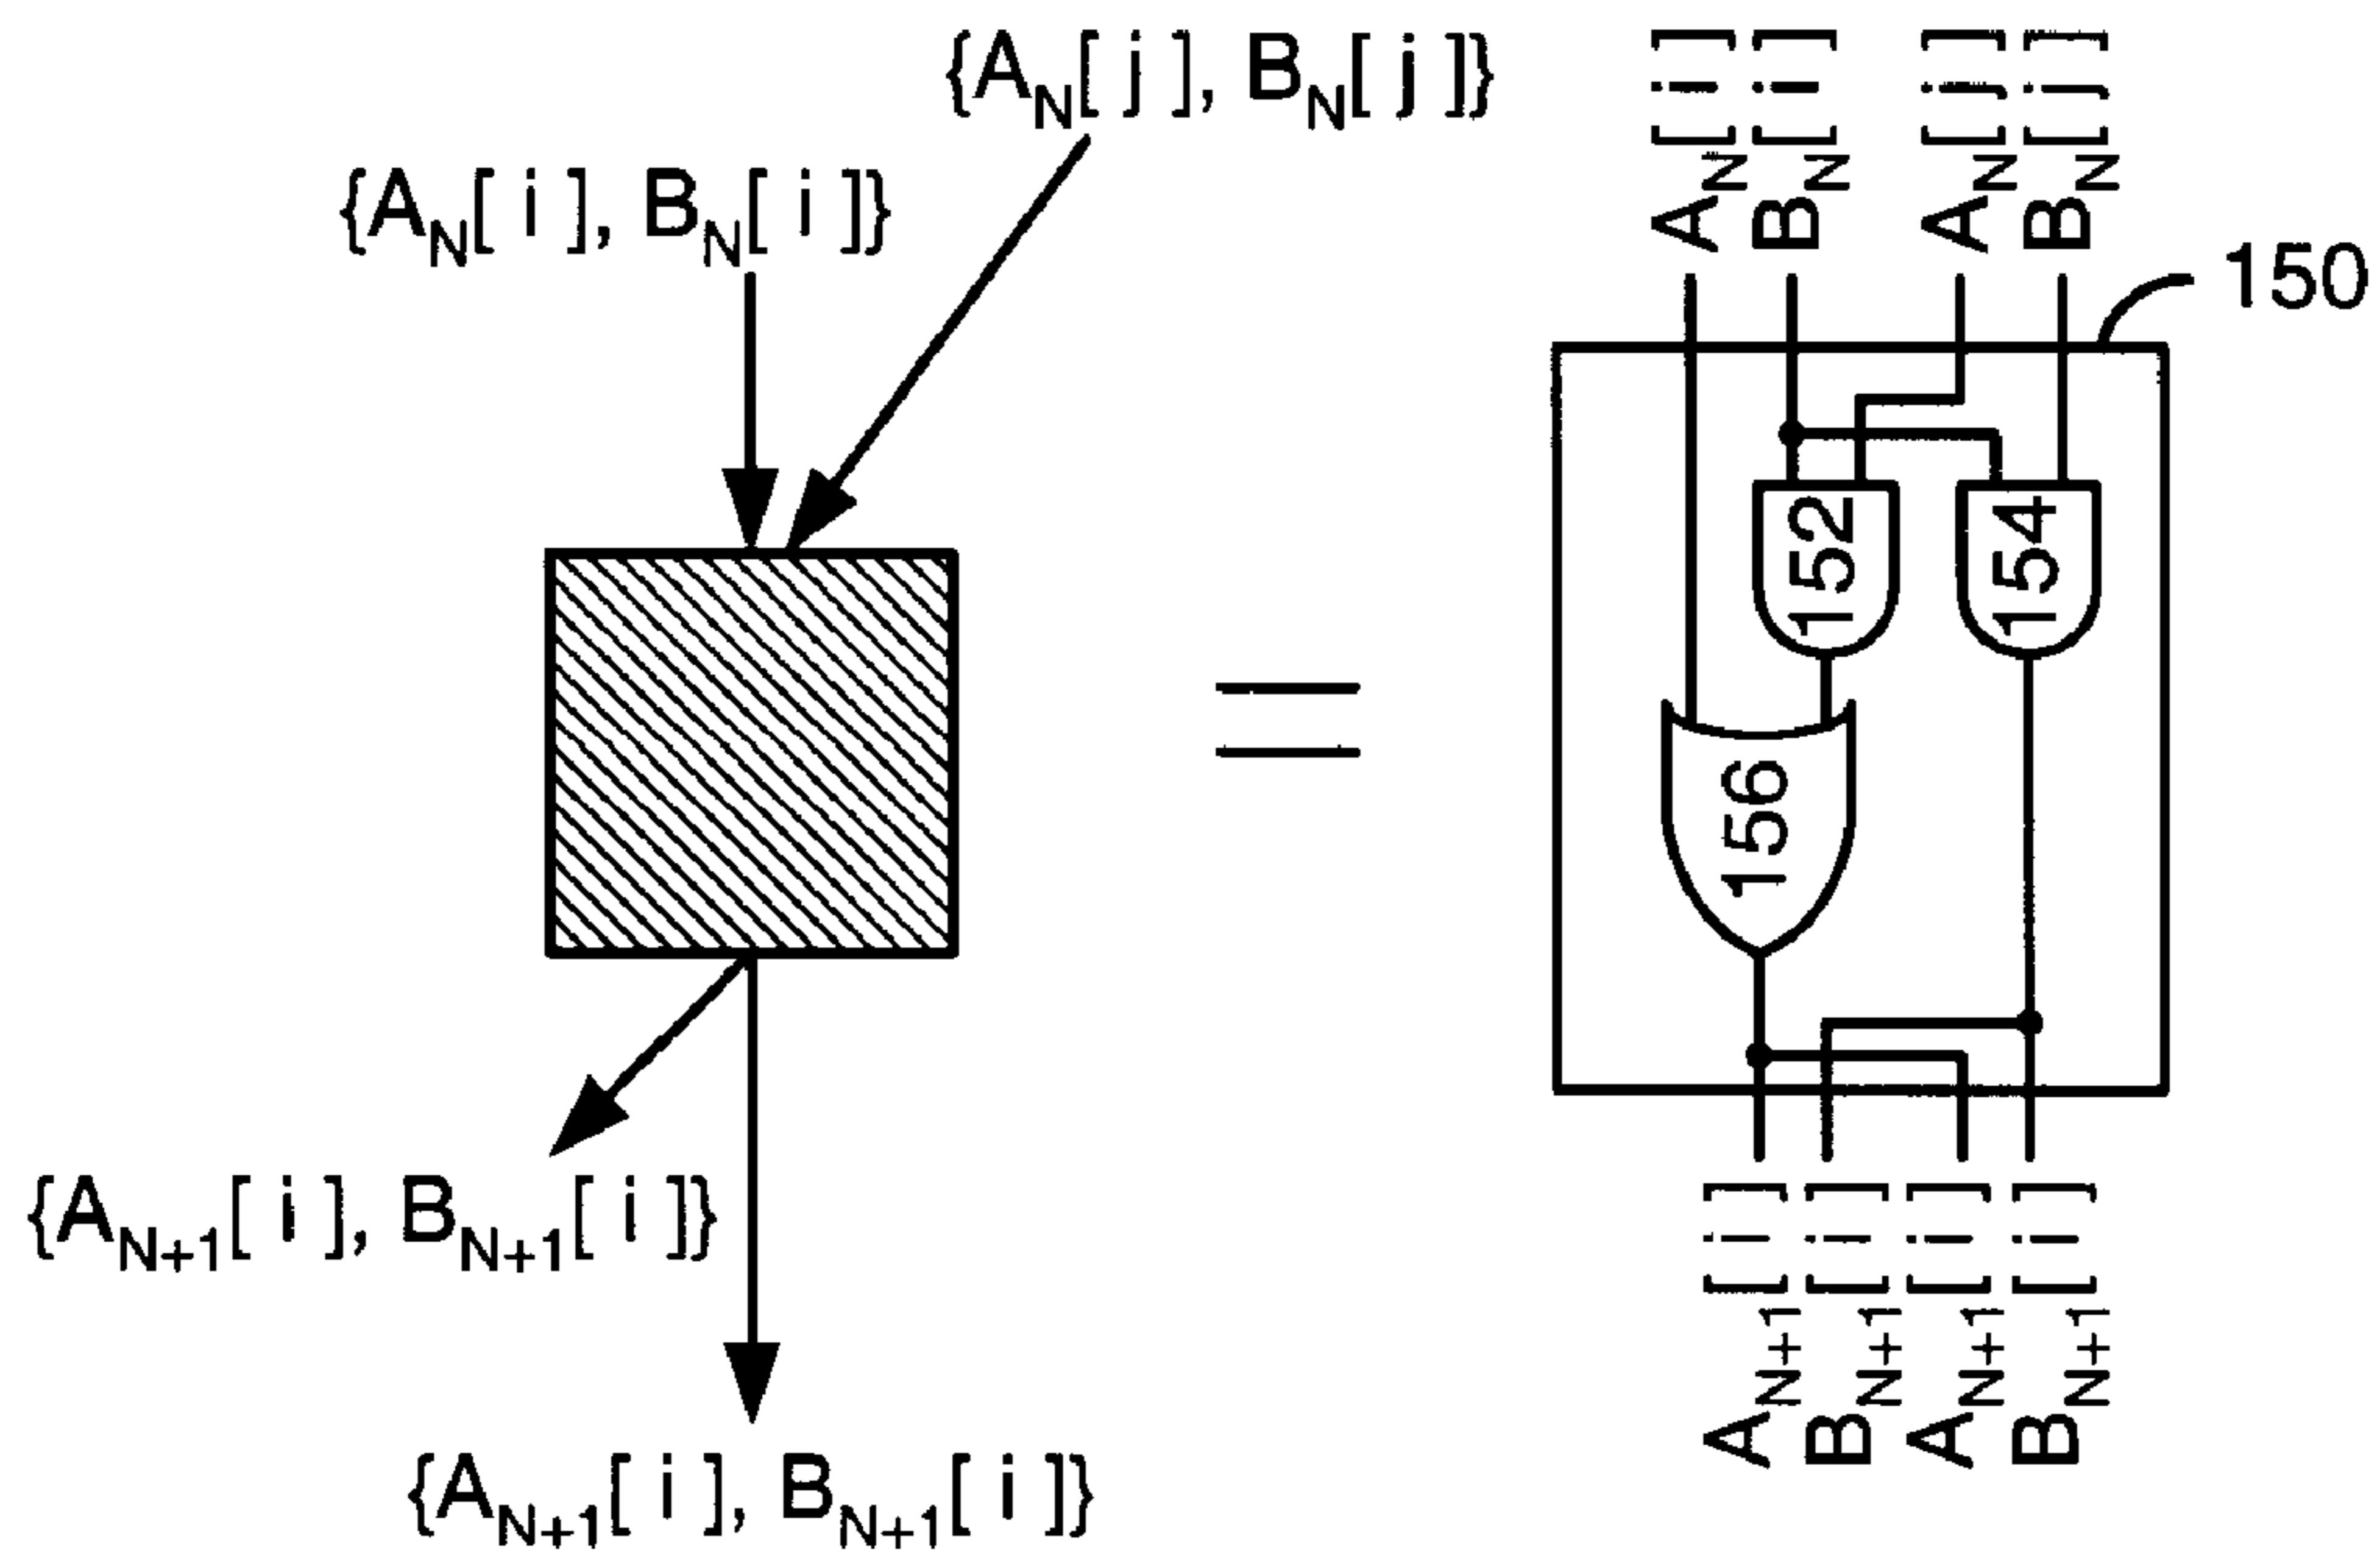 {A_N[ j ], B_N[ j ]}
{A_N[ i ], B_N[ i ]}
A_N[ i ]
B_N[ i ]
A_N[ j ]
B_N[ j ]
150
152
154
156
=
{A_N+1[ i ], B_N+1[ i ]}
{A_N+1[ i ], B_N+1[ i ]}
A_N+1[ i ]
B_N+1[ i ]
A_N+1[ i ]
B_N+1[ i ]